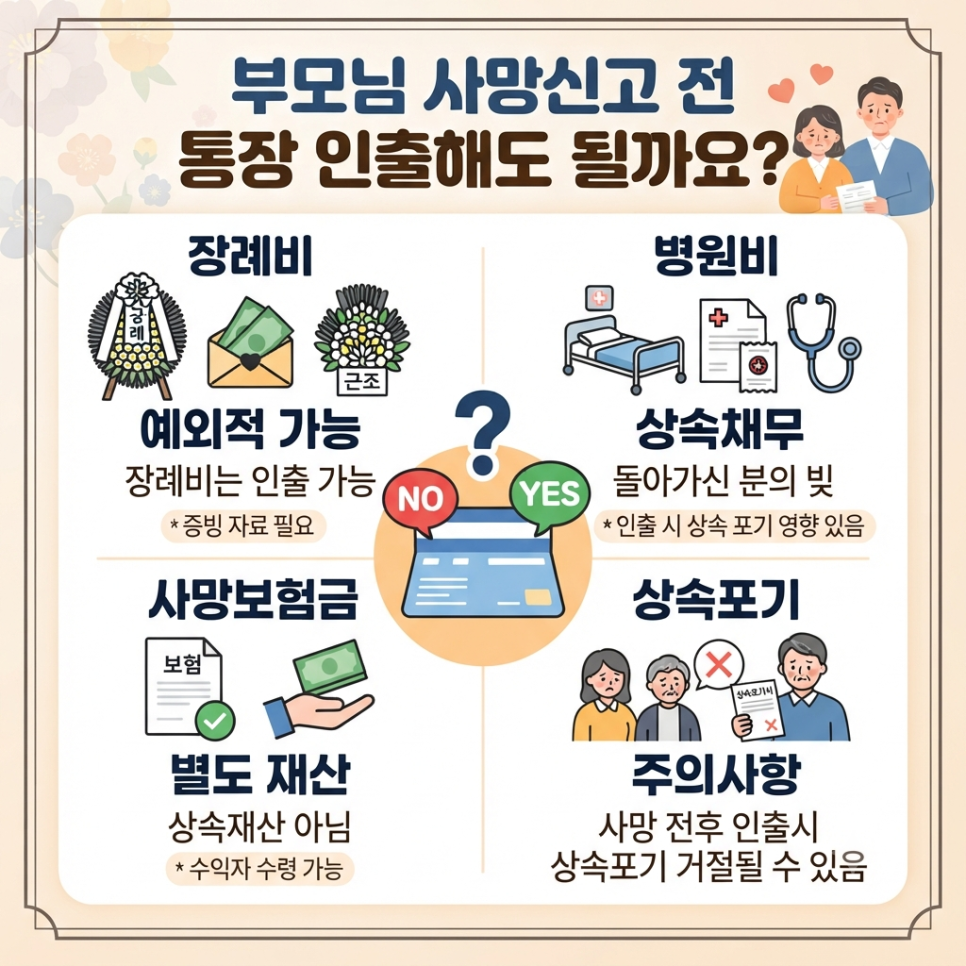 부모님 사망신고 전
통장 인출해도 될까요?
장례비
궁례
근조
예외적 가능
장례비는 인출 가능
* 증빙 자료 필요
병원비
상속채무
돌아가신 분의 빚
* 인출 시 상속 포기 영향 있음
?
NO
YES
사망보험금
보험
별도 재산
상속재산 아님
* 수익자 수령 가능
상속포기
주의사항
사망 전후 인출시
상속포기 거절될 수 있음